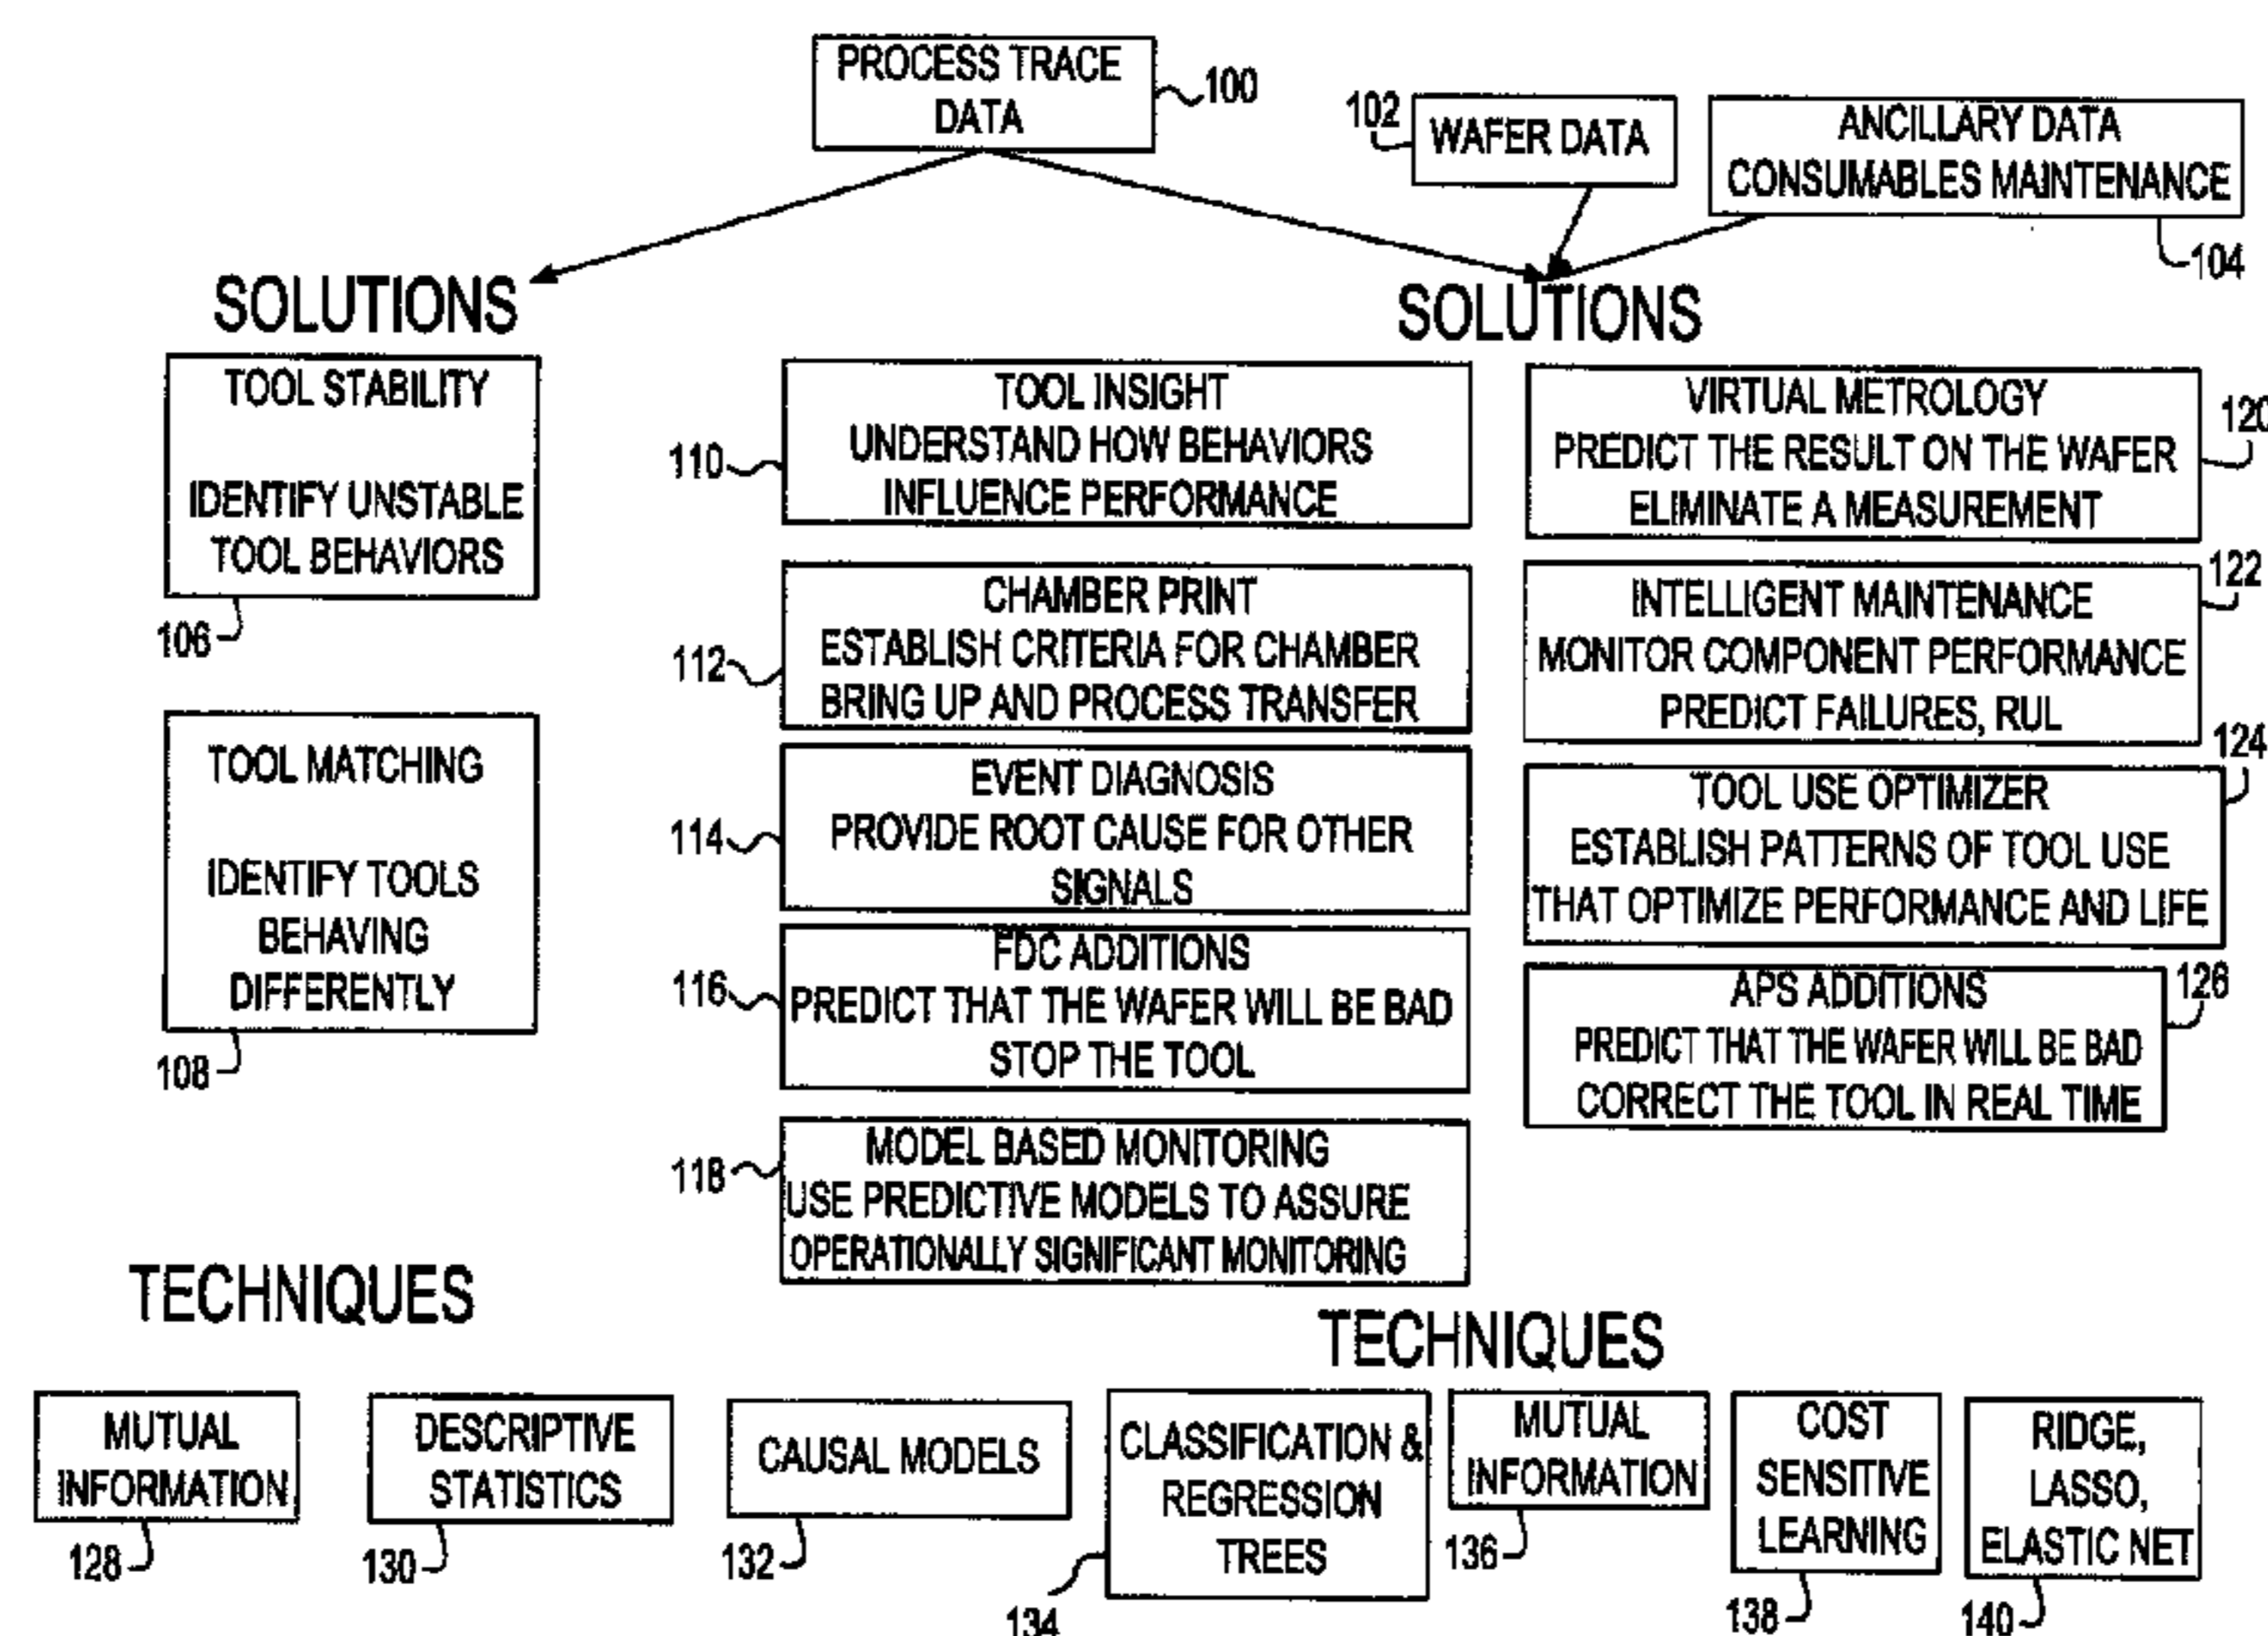 PROCESS TRACE
DATA
100
102
WAFER DATA
ANCILLARY DATA
CONSUMABLES MAINTENANCE
104
SOLUTIONS
TOOL STABILITY
IDENTIFY UNSTABLE
TOOL BEHAVIORS
106
TOOL MATCHING
IDENTIFY TOOLS
BEHAVING
DIFFERENTLY
108
SOLUTIONS
110
TOOL INSIGHT
UNDERSTAND HOW BEHAVIORS
INFLUENCE PERFORMANCE
112
CHAMBER PRINT
ESTABLISH CRITERIA FOR CHAMBER
BRING UP AND PROCESS TRANSFER
114
EVENT DIAGNOSIS
PROVIDE ROOT CAUSE FOR OTHER
SIGNALS
116
FDC ADDITIONS
PREDICT THAT THE WAFER WILL BE BAD
STOP THE TOOL
118
MODEL BASED MONITORING
USE PREDICTIVE MODELS TO ASSURE
OPERATIONALLY SIGNIFICANT MONITORING
VIRTUAL METROLOGY
PREDICT THE RESULT ON THE WAFER
ELIMINATE A MEASUREMENT
120
INTELLIGENT MAINTENANCE
MONITOR COMPONENT PERFORMANCE
PREDICT FAILURES, RUL
122
TOOL USE OPTIMIZER
ESTABLISH PATTERNS OF TOOL USE
THAT OPTIMIZE PERFORMANCE AND LIFE
124
APS ADDITIONS
PREDICT THAT THE WAFER WILL BE BAD
CORRECT THE TOOL IN REAL TIME
126
TECHNIQUES
MUTUAL
INFORMATION
128
DESCRIPTIVE
STATISTICS
130
TECHNIQUES
CAUSAL MODELS
132
CLASSIFICATION &
REGRESSION
TREES
134
MUTUAL
INFORMATION
136
COST
SENSITIVE
LEARNING
138
RIDGE,
LASSO,
ELASTIC NET
140